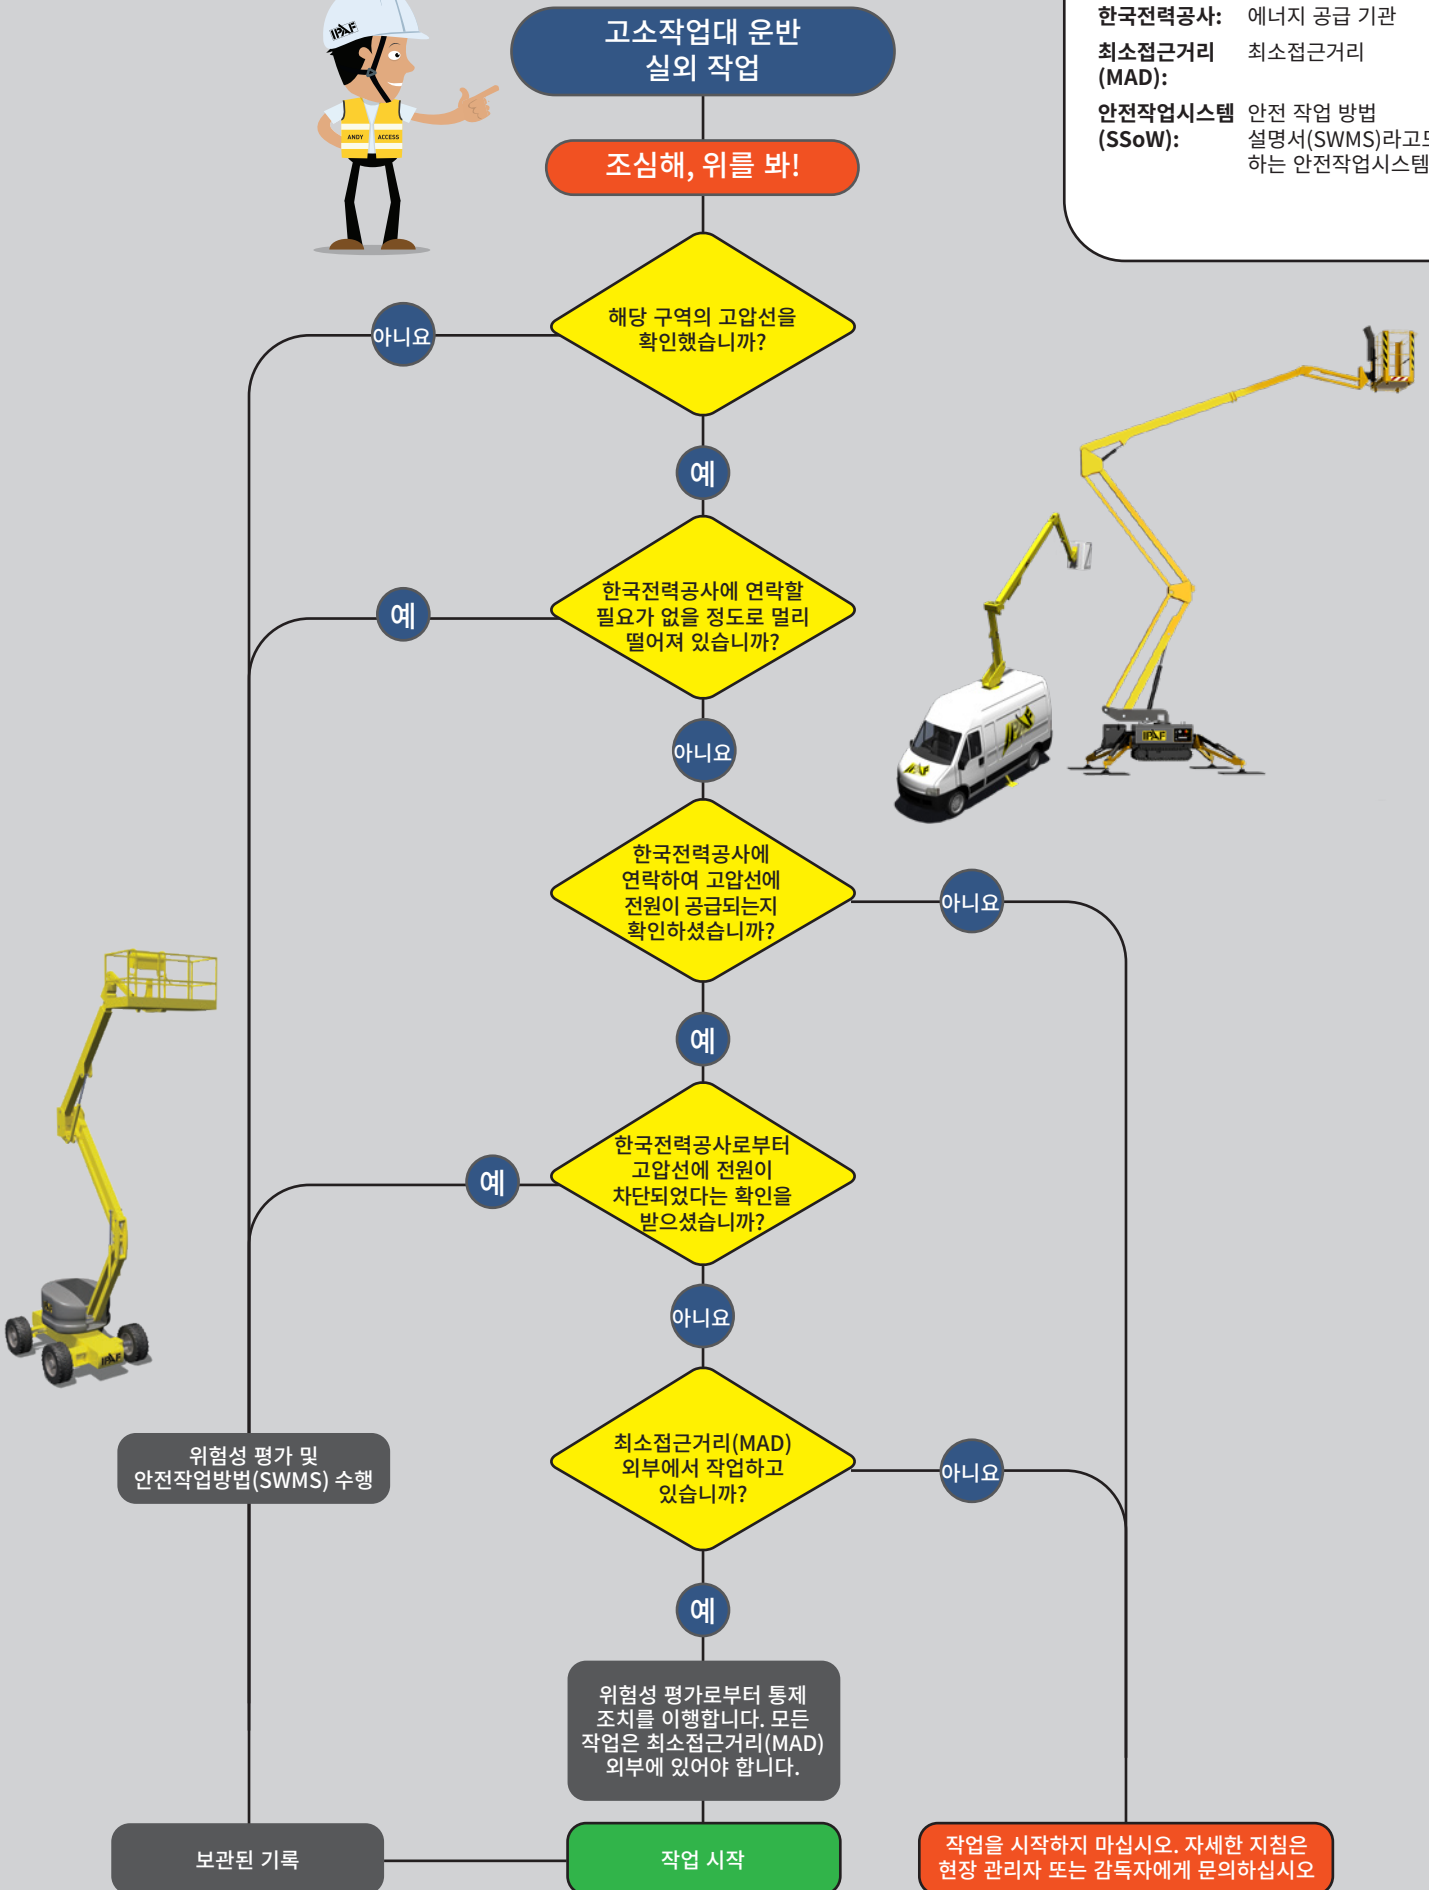 IPAF
ANDY ACCESS
고소작업대 운반
실외 작업
조심해, 위를 봐!
한국전력공사: 에너지 공급 기관
최소접근거리 최소접근거리
(MAD):
안전작업시스템 안전 작업 방법
(SSoW): 설명서(SWMS)라고도
하는 안전작업시스템
해당 구역의 고압선을
확인했습니까?
아니요
예
한국전력공사에 연락할
필요가 없을 정도로 멀리
떨어져 있습니까?
예
아니요
IPAF
IPAF
IPAF
한국전력공사에
연락하여 고압선에
전원이 공급되는지
확인하셨습니까?
아니요
예
한국전력공사로부터
고압선에 전원이
차단되었다는 확인을
받으셨습니까?
예
아니요
IPAF
최소접근거리(MAD)
외부에서 작업하고
있습니까?
아니요
예
위험성 평가 및
안전작업방법(SWMS) 수행
위험성 평가로부터 통제
조치를 이행합니다. 모든
작업은 최소접근거리(MAD)
외부에 있어야 합니다.
보관된 기록
작업 시작
작업을 시작하지 마십시오. 자세한 지침은
현장 관리자 또는 감독자에게 문의하십시오